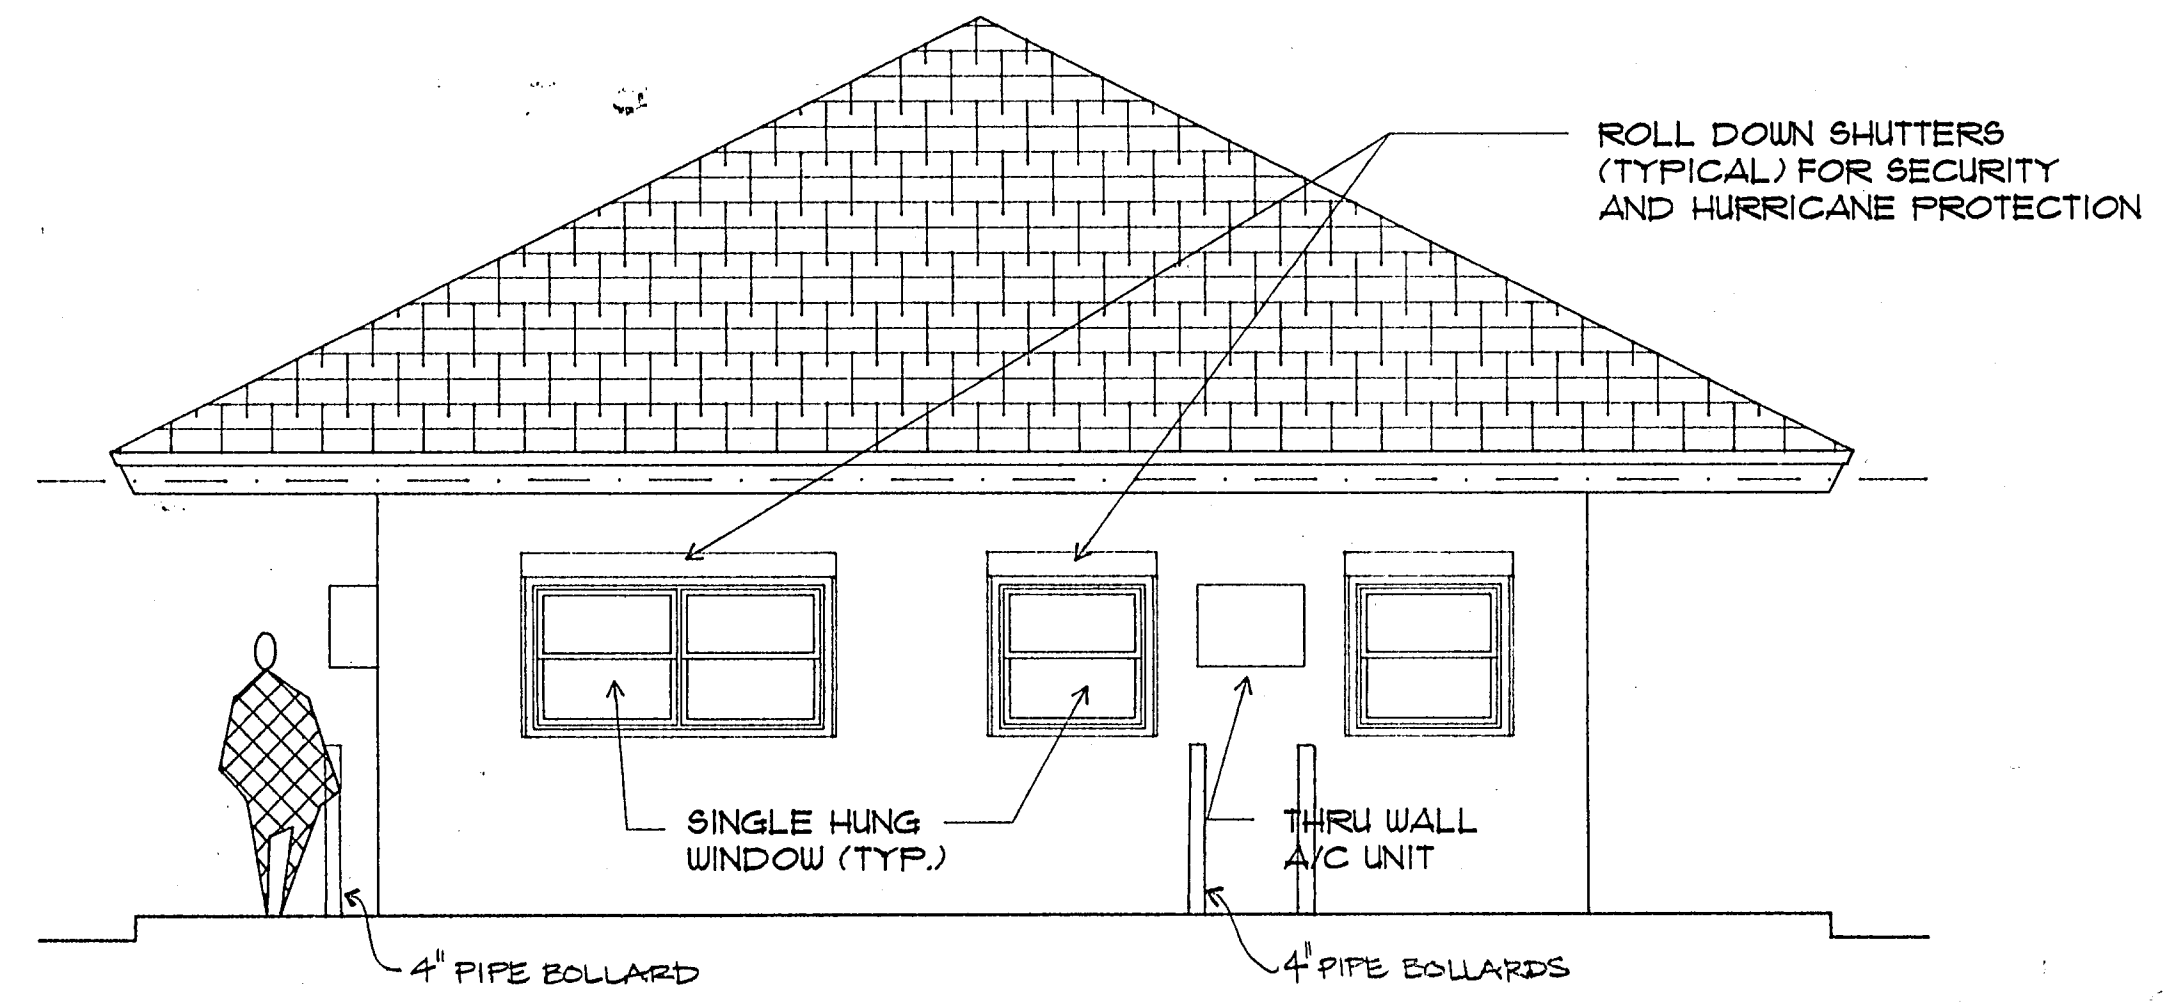 ROLL DOWN SHUTTERS
(TYPICAL) FOR SECURITY
AND HURRICANE PROTECTION
SINGLE HUNG
WINDOW (TYP.)
THRU WALL
A/C UNIT
4" PIPE BOLLARD
4" PIPE BOLLARDS